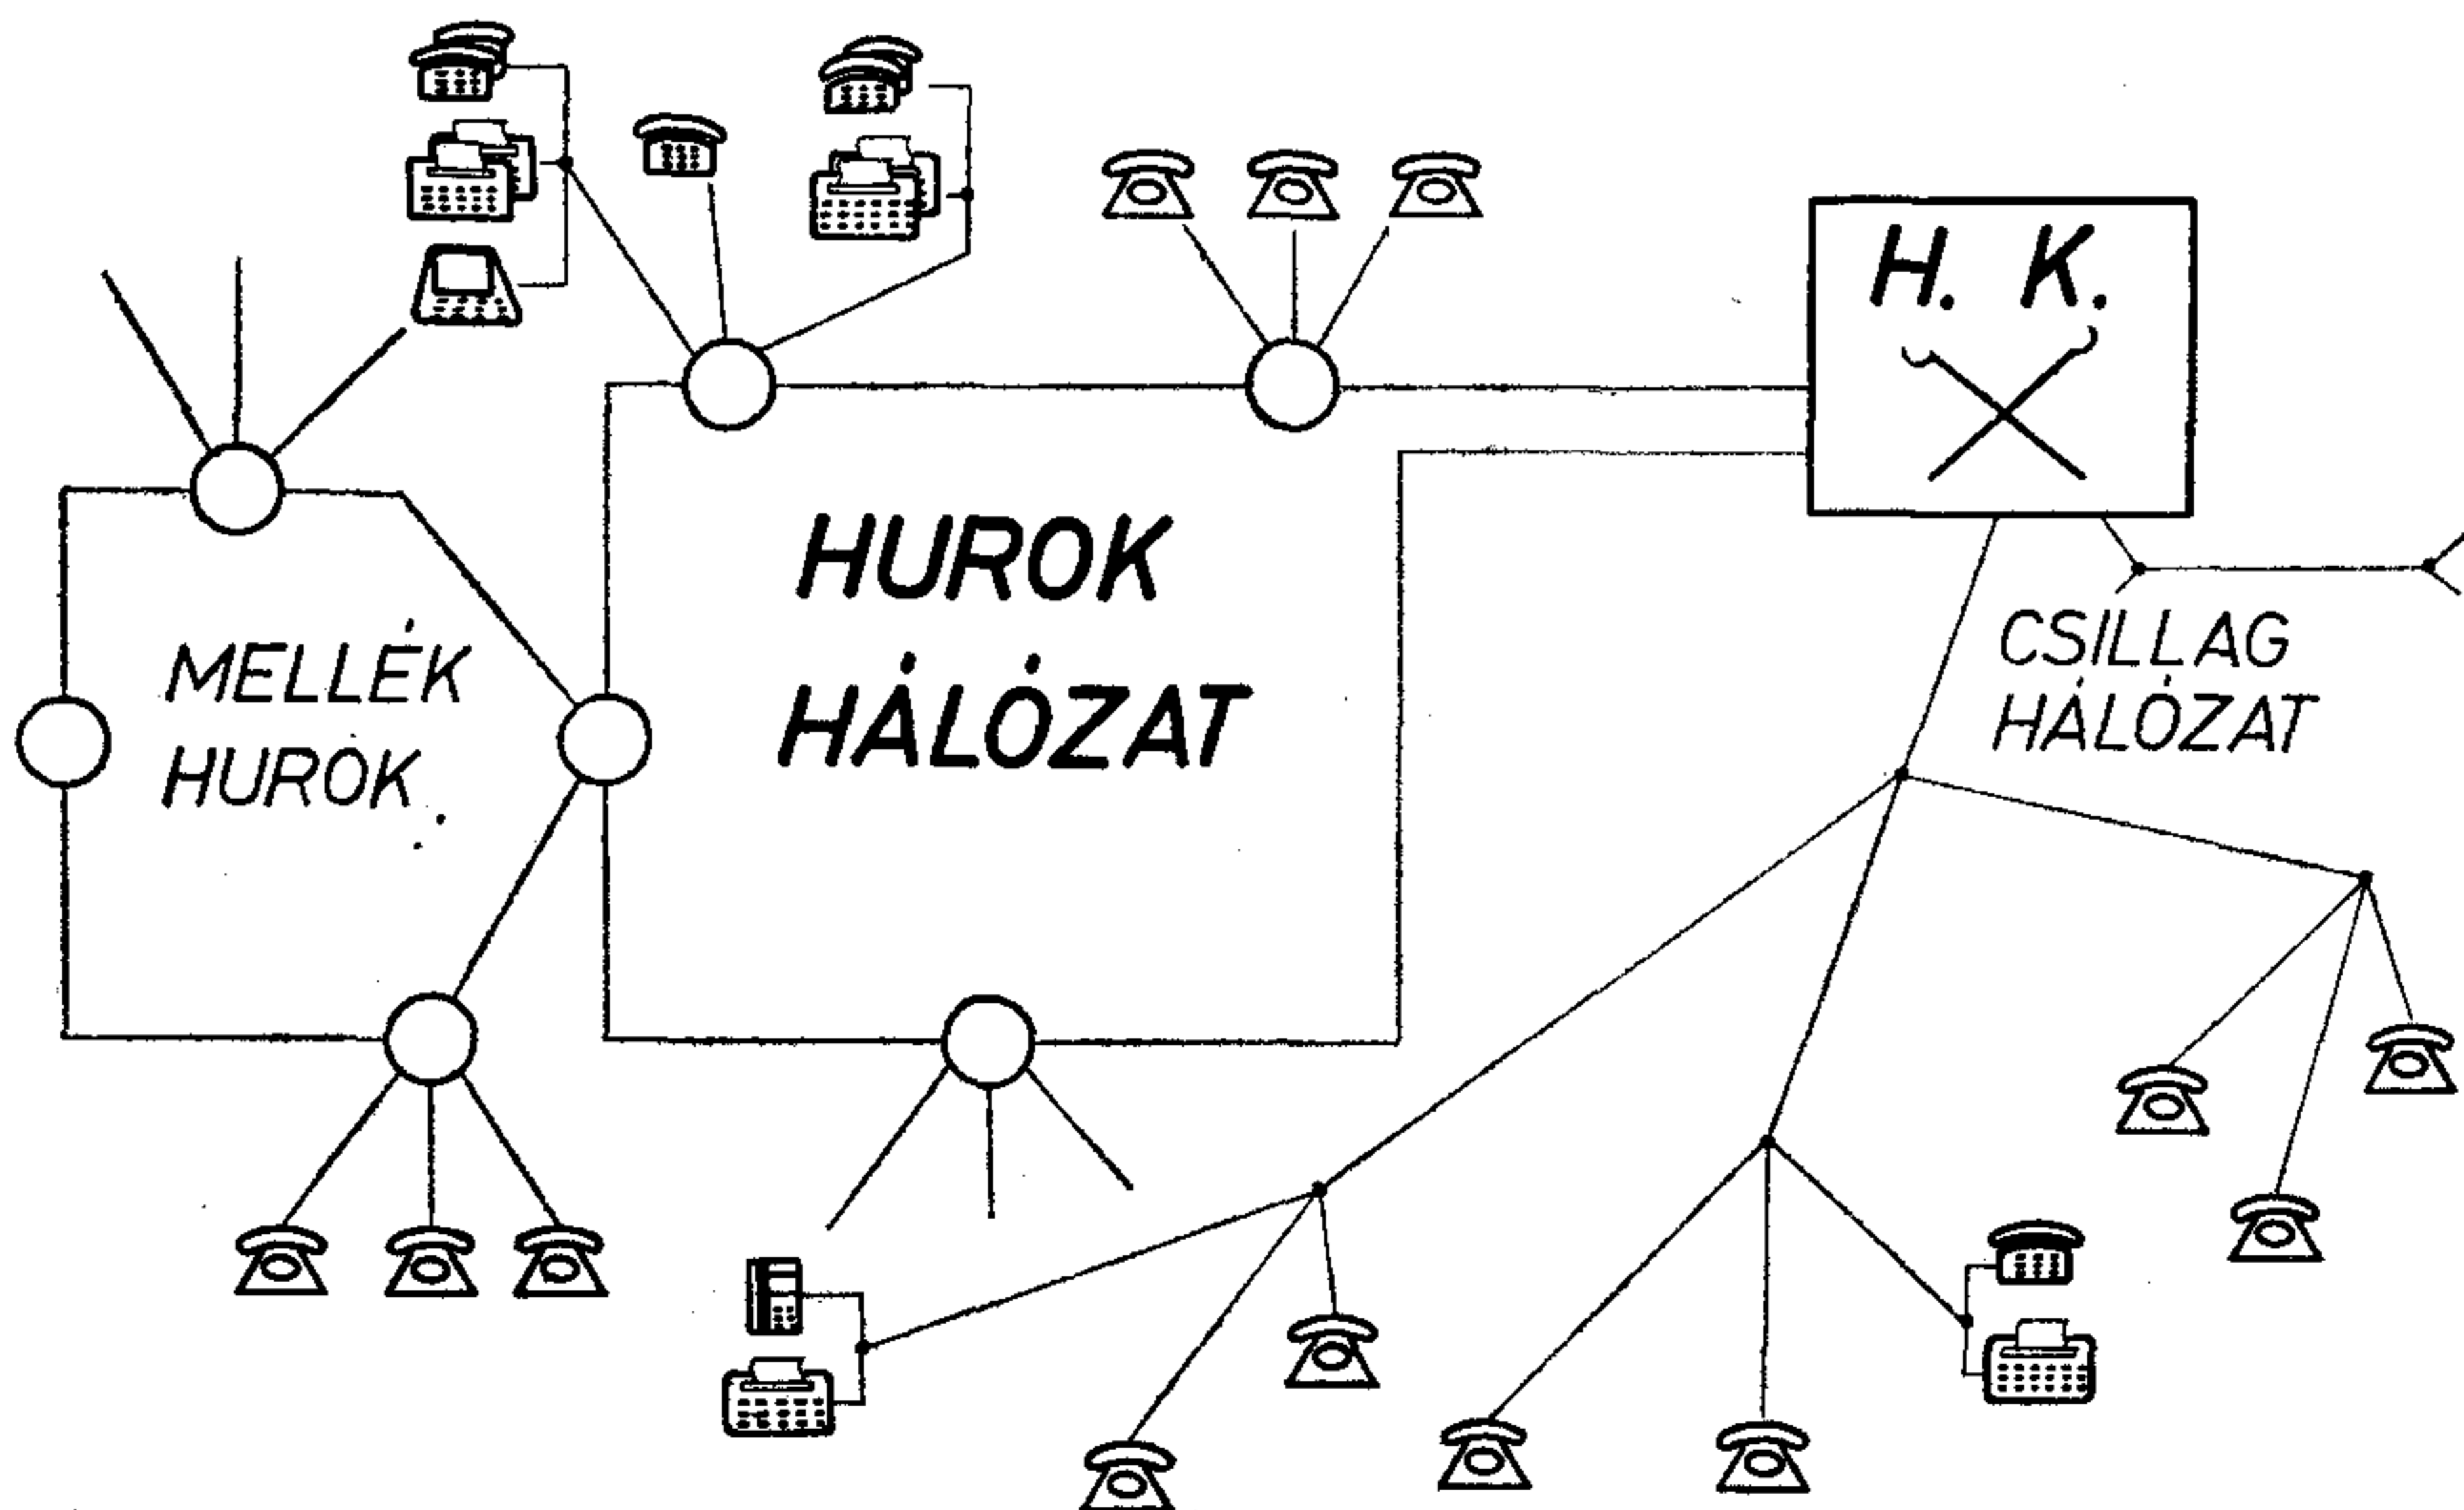 H. K.
HUROK
HÁLÓZAT
MELLÉK
HUROK
CSILLAG
HÁLÓZAT